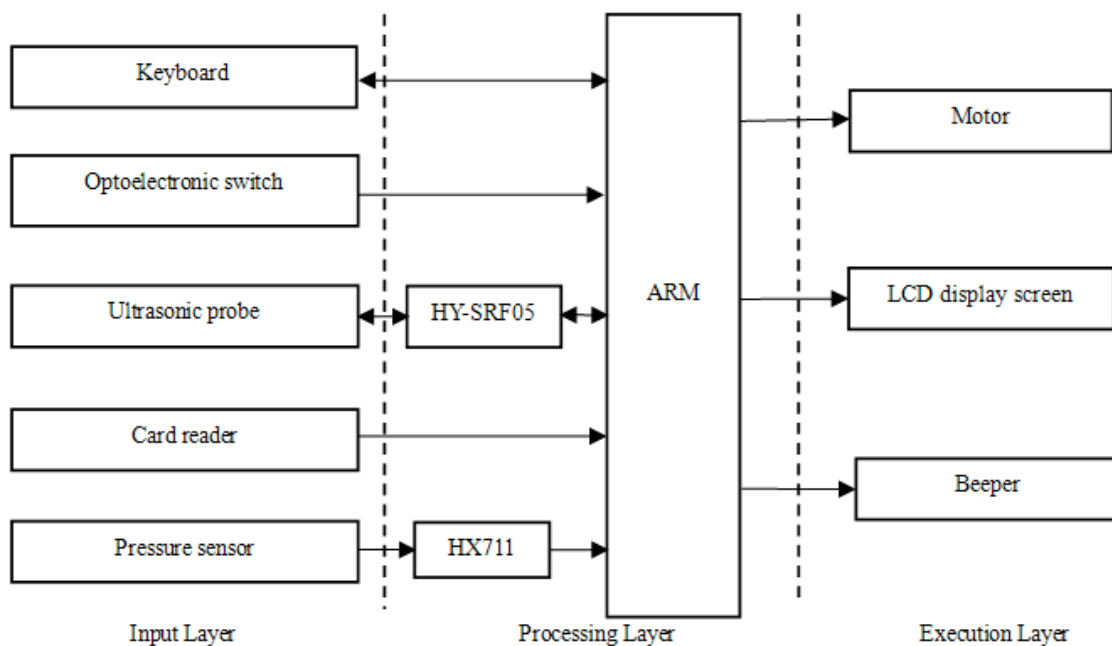 Keyboard
Motor
Optoelectronic switch
Ultrasonic probe
HY-SRF05
ARM
LCD display screen
Card reader
Beeper
Pressure sensor
HX711
Input Layer
Processing Layer
Execution Layer